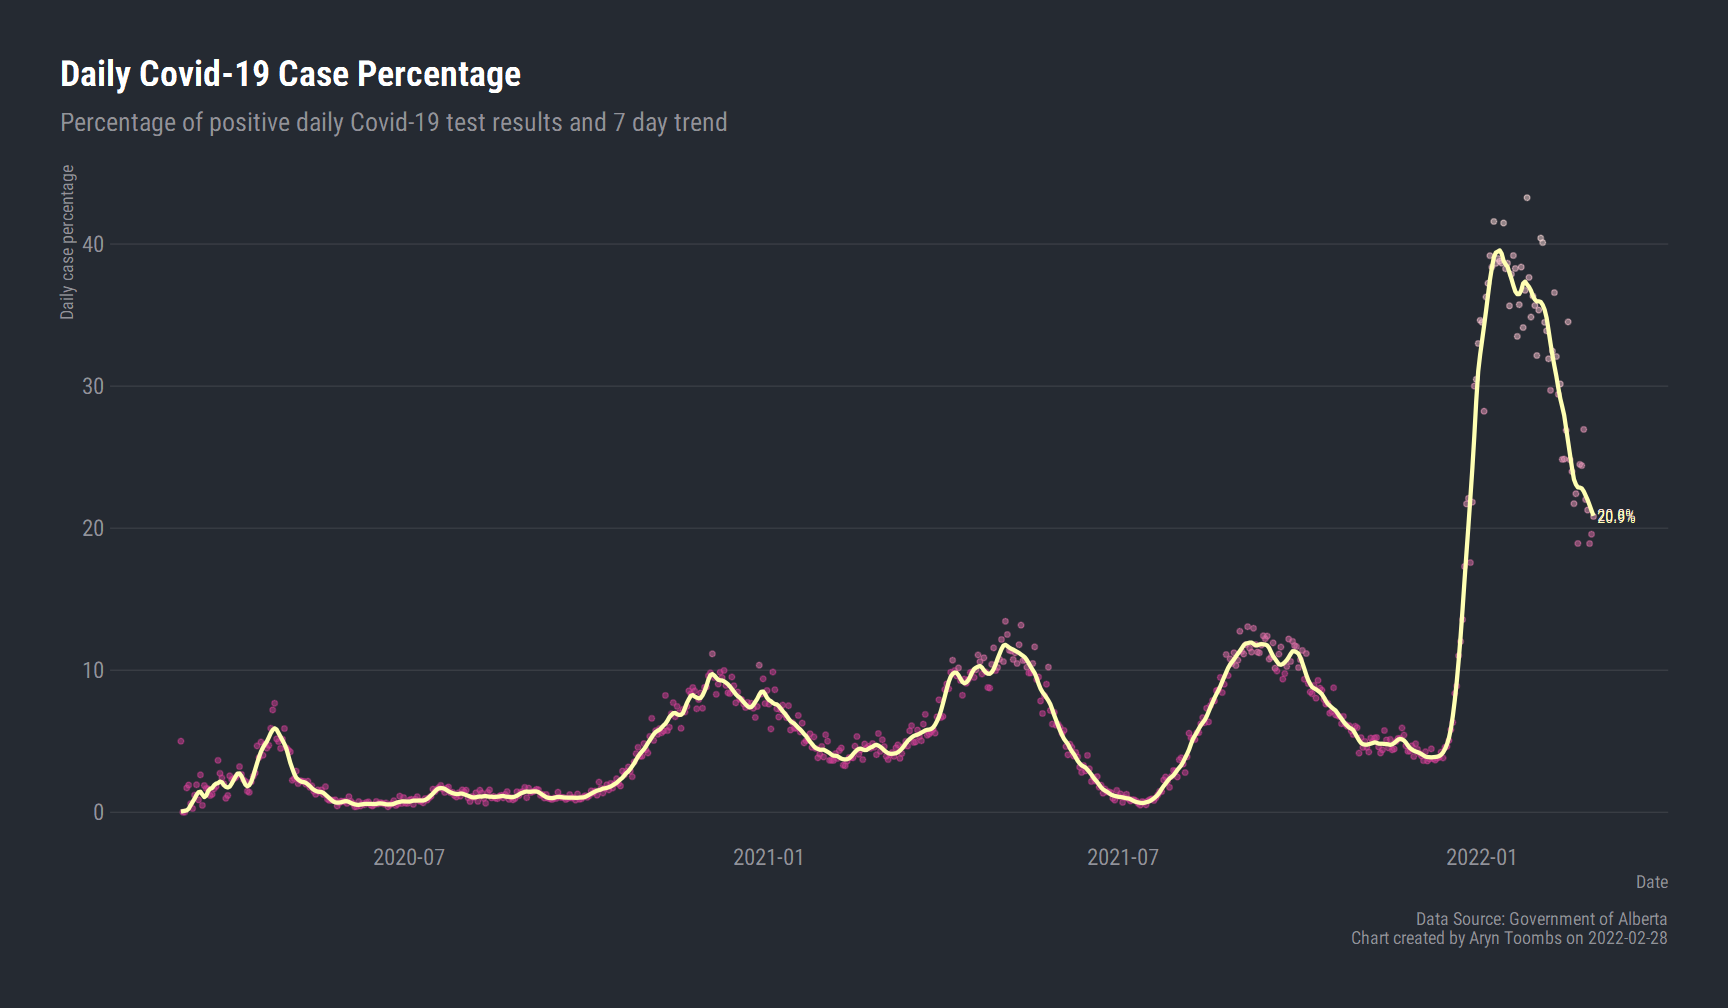 Daily Covid-19 Case Percentage
Percentage of positive daily Covid-19 test results and 7 day trend
Daily case percentage
40
30
20
10
0
20.9%
2020-07
2021-01
2021-07
2022-01
Date
Data Source: Government of Alberta
Chart created by Aryn Toombs on 2022-02-28